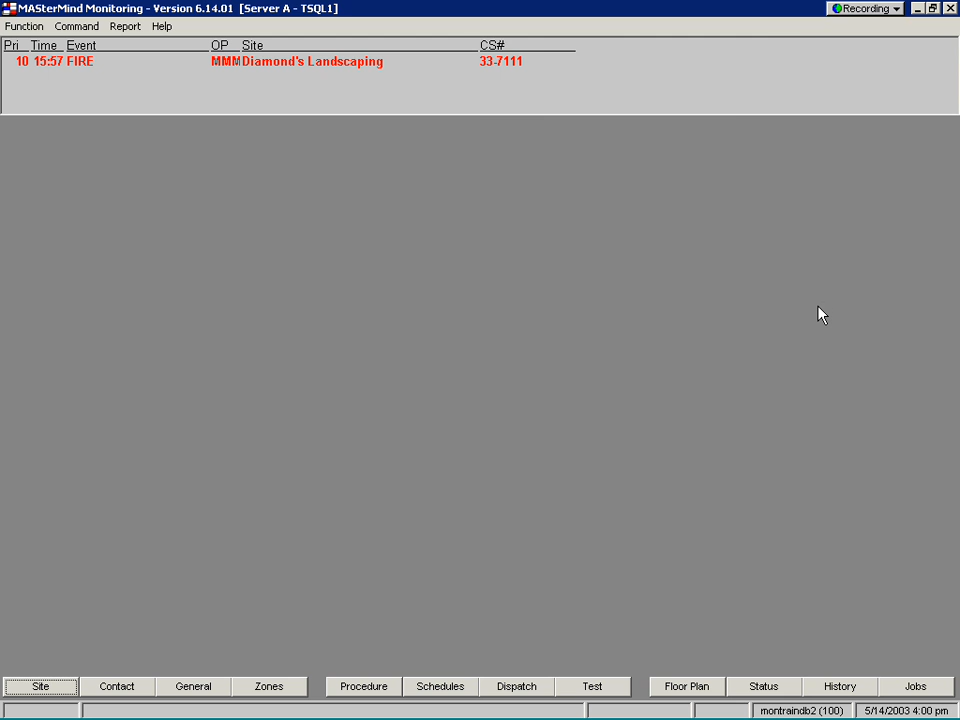 MASterMind Monitoring - Version 6.14.01 [Server A - TSQL1] Recording
Function Command Report Help
Pri Time Event OP Site CS#
10 15:57 FIRE MMM Diamond's Landscaping 33-7111
Site Contact General Zones Procedure Schedules Dispatch Test Floor Plan Status History Jobs
montraindb2 (100) 5/14/2003 4:00 pm